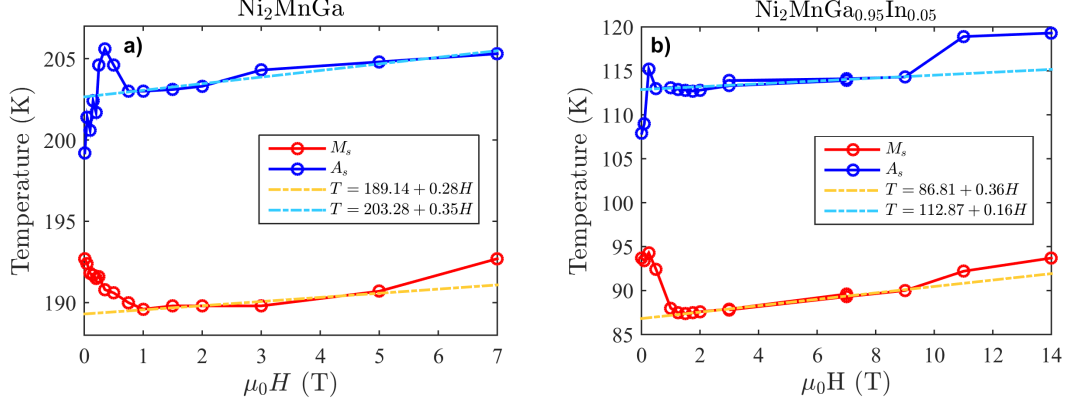 Ni₂MnGa
a)
Temperature (K)
205
200
195
190
Mₛ
Aₛ
T = 189.14 + 0.28H
T = 203.28 + 0.35H
0 1 2 3 4 5 6 7
μ₀H (T)
Ni₂MnGa₀.₉₅In₀.₀₅
b)
Temperature (K)
120
115
110
105
100
95
90
85
Mₛ
Aₛ
T = 86.81 + 0.36H
T = 112.87 + 0.16H
0 2 4 6 8 10 12 14
μ₀H (T)